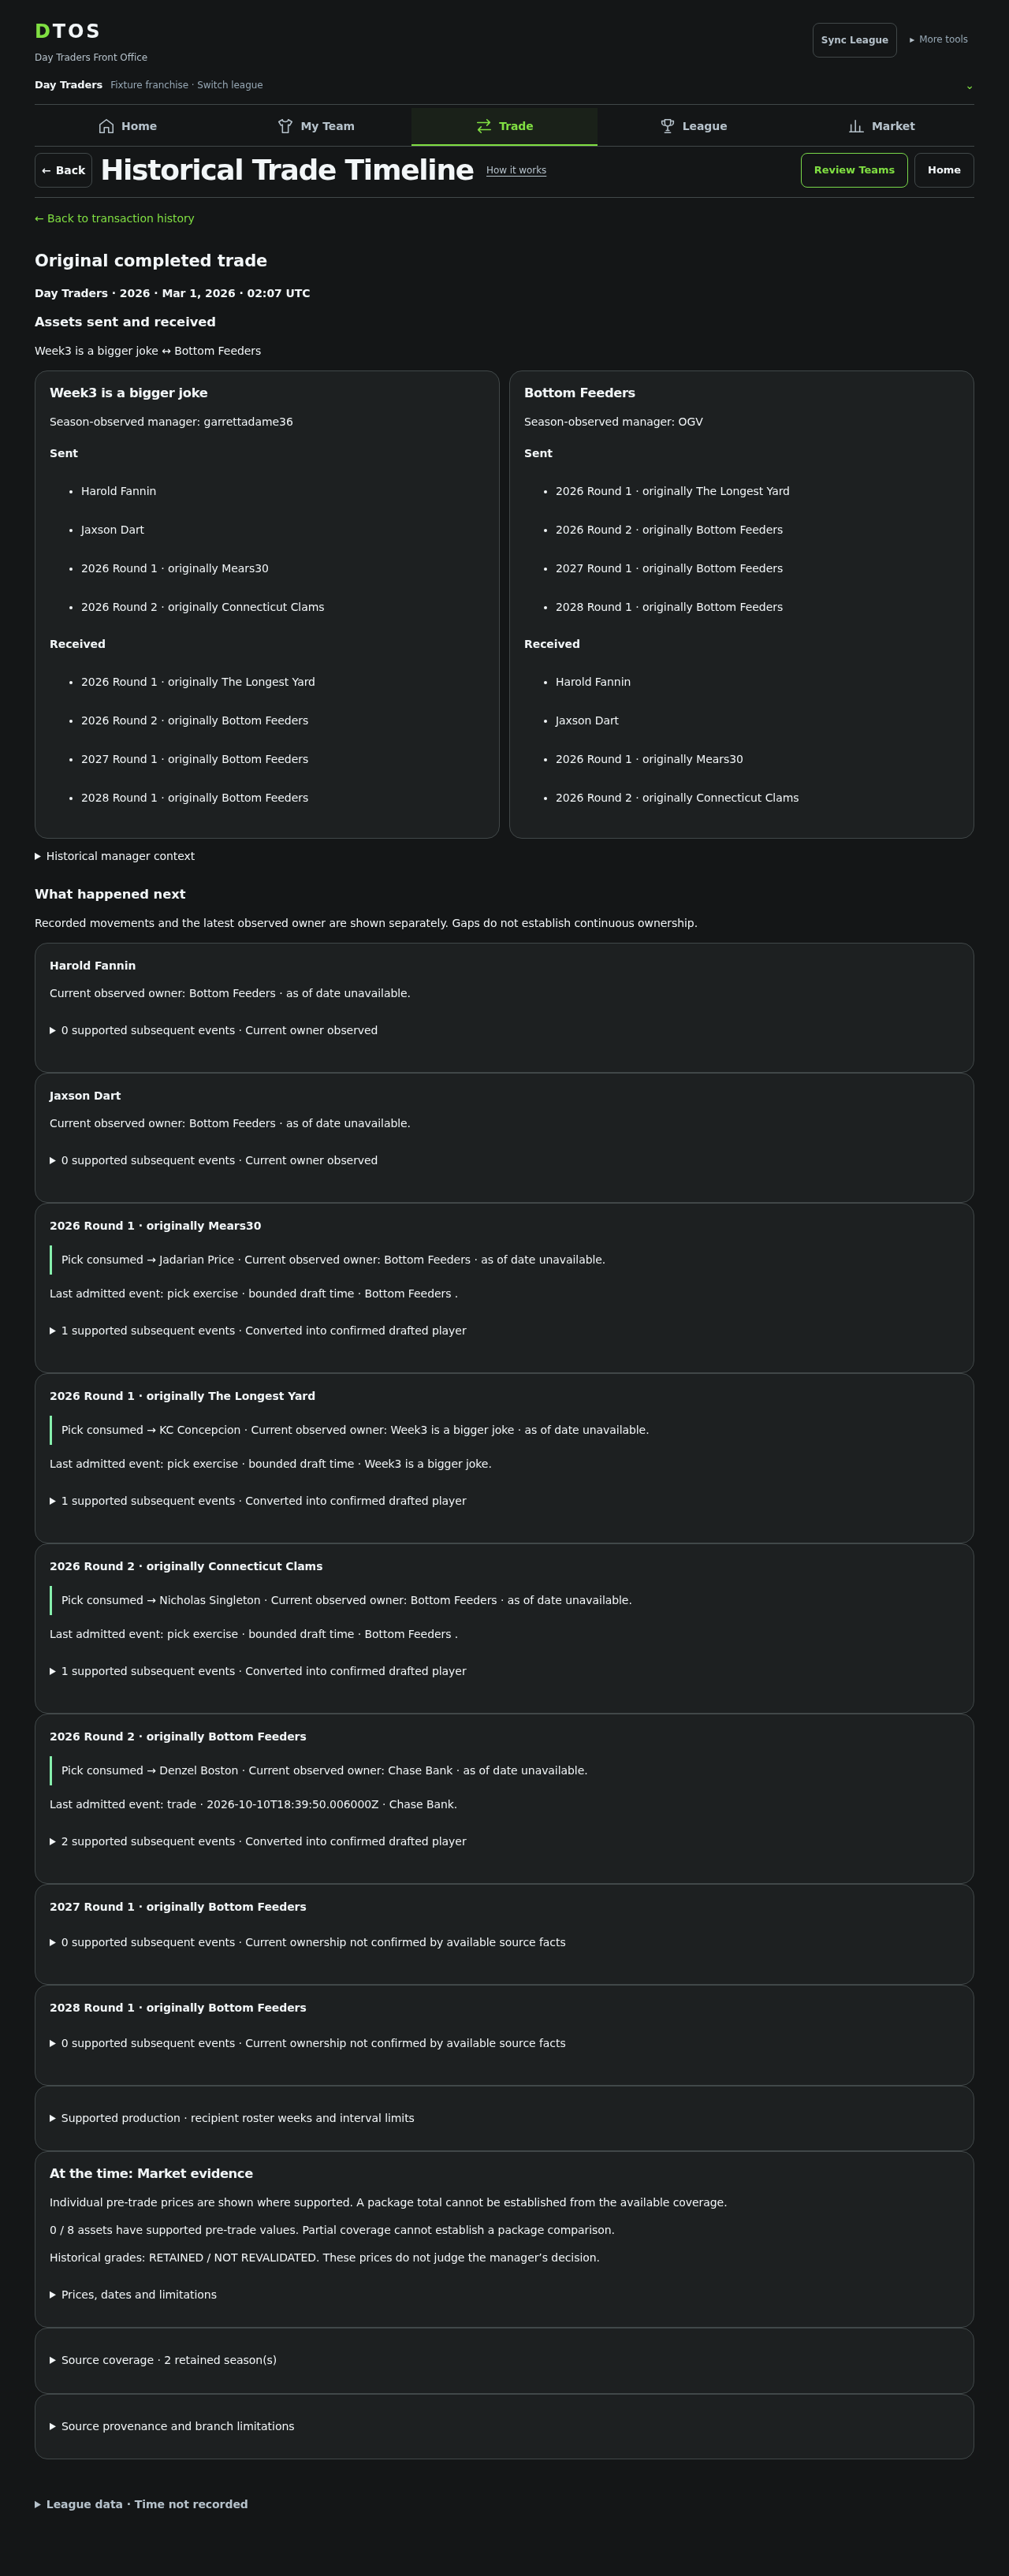 DTOS
Day Traders Front Office
Sync League
▸ More tools
Day Traders Fixture franchise · Switch league
Home
My Team
Trade
League
Market
← Back
Historical Trade Timeline
How it works
Review Teams
Home
← Back to transaction history
Original completed trade
Day Traders · 2026 · Mar 1, 2026 · 02:07 UTC
Assets sent and received
Week3 is a bigger joke ↔ Bottom Feeders
Week3 is a bigger joke
Season-observed manager: garrettadame36
Sent
• Harold Fannin
• Jaxson Dart
• 2026 Round 1 · originally Mears30
• 2026 Round 2 · originally Connecticut Clams
Received
• 2026 Round 1 · originally The Longest Yard
• 2026 Round 2 · originally Bottom Feeders
• 2027 Round 1 · originally Bottom Feeders
• 2028 Round 1 · originally Bottom Feeders
Bottom Feeders
Season-observed manager: OGV
Sent
• 2026 Round 1 · originally The Longest Yard
• 2026 Round 2 · originally Bottom Feeders
• 2027 Round 1 · originally Bottom Feeders
• 2028 Round 1 · originally Bottom Feeders
Received
• Harold Fannin
• Jaxson Dart
• 2026 Round 1 · originally Mears30
• 2026 Round 2 · originally Connecticut Clams
▶ Historical manager context
What happened next
Recorded movements and the latest observed owner are shown separately. Gaps do not establish continuous ownership.
Harold Fannin
Current observed owner: Bottom Feeders · as of date unavailable.
▶ 0 supported subsequent events · Current owner observed
Jaxson Dart
Current observed owner: Bottom Feeders · as of date unavailable.
▶ 0 supported subsequent events · Current owner observed
2026 Round 1 · originally Mears30
Pick consumed → Jadarian Price · Current observed owner: Bottom Feeders · as of date unavailable.
Last admitted event: pick exercise · bounded draft time · Bottom Feeders .
▶ 1 supported subsequent events · Converted into confirmed drafted player
2026 Round 1 · originally The Longest Yard
Pick consumed → KC Concepcion · Current observed owner: Week3 is a bigger joke · as of date unavailable.
Last admitted event: pick exercise · bounded draft time · Week3 is a bigger joke.
▶ 1 supported subsequent events · Converted into confirmed drafted player
2026 Round 2 · originally Connecticut Clams
Pick consumed → Nicholas Singleton · Current observed owner: Bottom Feeders · as of date unavailable.
Last admitted event: pick exercise · bounded draft time · Bottom Feeders .
▶ 1 supported subsequent events · Converted into confirmed drafted player
2026 Round 2 · originally Bottom Feeders
Pick consumed → Denzel Boston · Current observed owner: Chase Bank · as of date unavailable.
Last admitted event: trade · 2026-10-10T18:39:50.006000Z · Chase Bank.
▶ 2 supported subsequent events · Converted into confirmed drafted player
2027 Round 1 · originally Bottom Feeders
▶ 0 supported subsequent events · Current ownership not confirmed by available source facts
2028 Round 1 · originally Bottom Feeders
▶ 0 supported subsequent events · Current ownership not confirmed by available source facts
▶ Supported production · recipient roster weeks and interval limits
At the time: Market evidence
Individual pre-trade prices are shown where supported. A package total cannot be established from the available coverage.
0 / 8 assets have supported pre-trade values. Partial coverage cannot establish a package comparison.
Historical grades: RETAINED / NOT REVALIDATED. These prices do not judge the manager’s decision.
▶ Prices, dates and limitations
▶ Source coverage · 2 retained season(s)
▶ Source provenance and branch limitations
▶ League data · Time not recorded